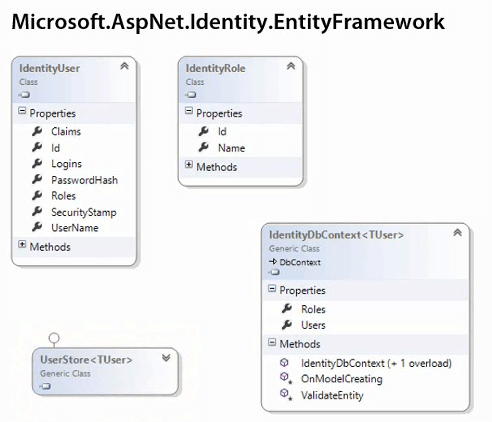 Microsoft.AspNet.Identity.EntityFramework
IdentityUser
Class
Properties
Claims
Id
Logins
PasswordHash
Roles
SecurityStamp
UserName
Methods
IdentityRole
Class
Properties
Id
Name
Methods
IdentityDbContext<TUser>
Generic Class
DbContext
Properties
Roles
Users
Methods
IdentityDbContext (+ 1 overload)
OnModelCreating
ValidateEntity
UserStore<TUser>
Generic Class